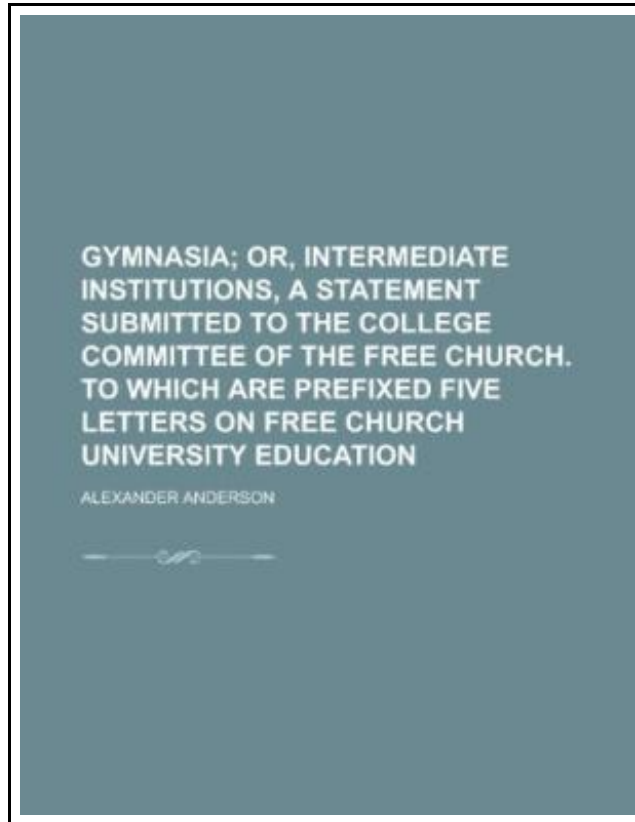 GYMNASIA; OR, INTERMEDIATE
INSTITUTIONS, A STATEMENT
SUBMITTED TO THE COLLEGE
COMMITTEE OF THE FREE CHURCH.
TO WHICH ARE PREFIXED FIVE
LETTERS ON FREE CHURCH
UNIVERSITY EDUCATION
ALEXANDER ANDERSON